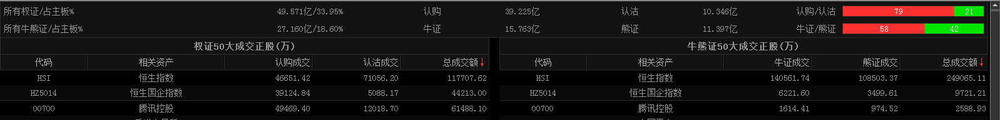 所有权证/占主板% 49.571亿/33.95% 认购 39.225亿 认沽 10.346亿 认购/认沽 79 21
所有牛熊证/占主板% 27.160亿/18.60% 牛证 15.763亿 熊证 11.397亿 牛证/熊证 58 42
权证50大成交正股(万) 牛熊证50大成交正股(万)
代码 相关资产 认购成交 认沽成交 总成交额↓ 代码 相关资产 牛证成交 熊证成交 总成交额↓
HSI 恒生指数 46651.42 71056.20 117707.62 HSI 恒生指数 140561.74 108503.37 249065.11
HZ5014 恒生国企指数 39124.84 5088.17 44213.00 HZ5014 恒生国企指数 6221.60 3499.61 9721.21
00700 腾讯控股 49469.40 12018.70 61488.10 00700 腾讯控股 1614.41 974.52 2588.93